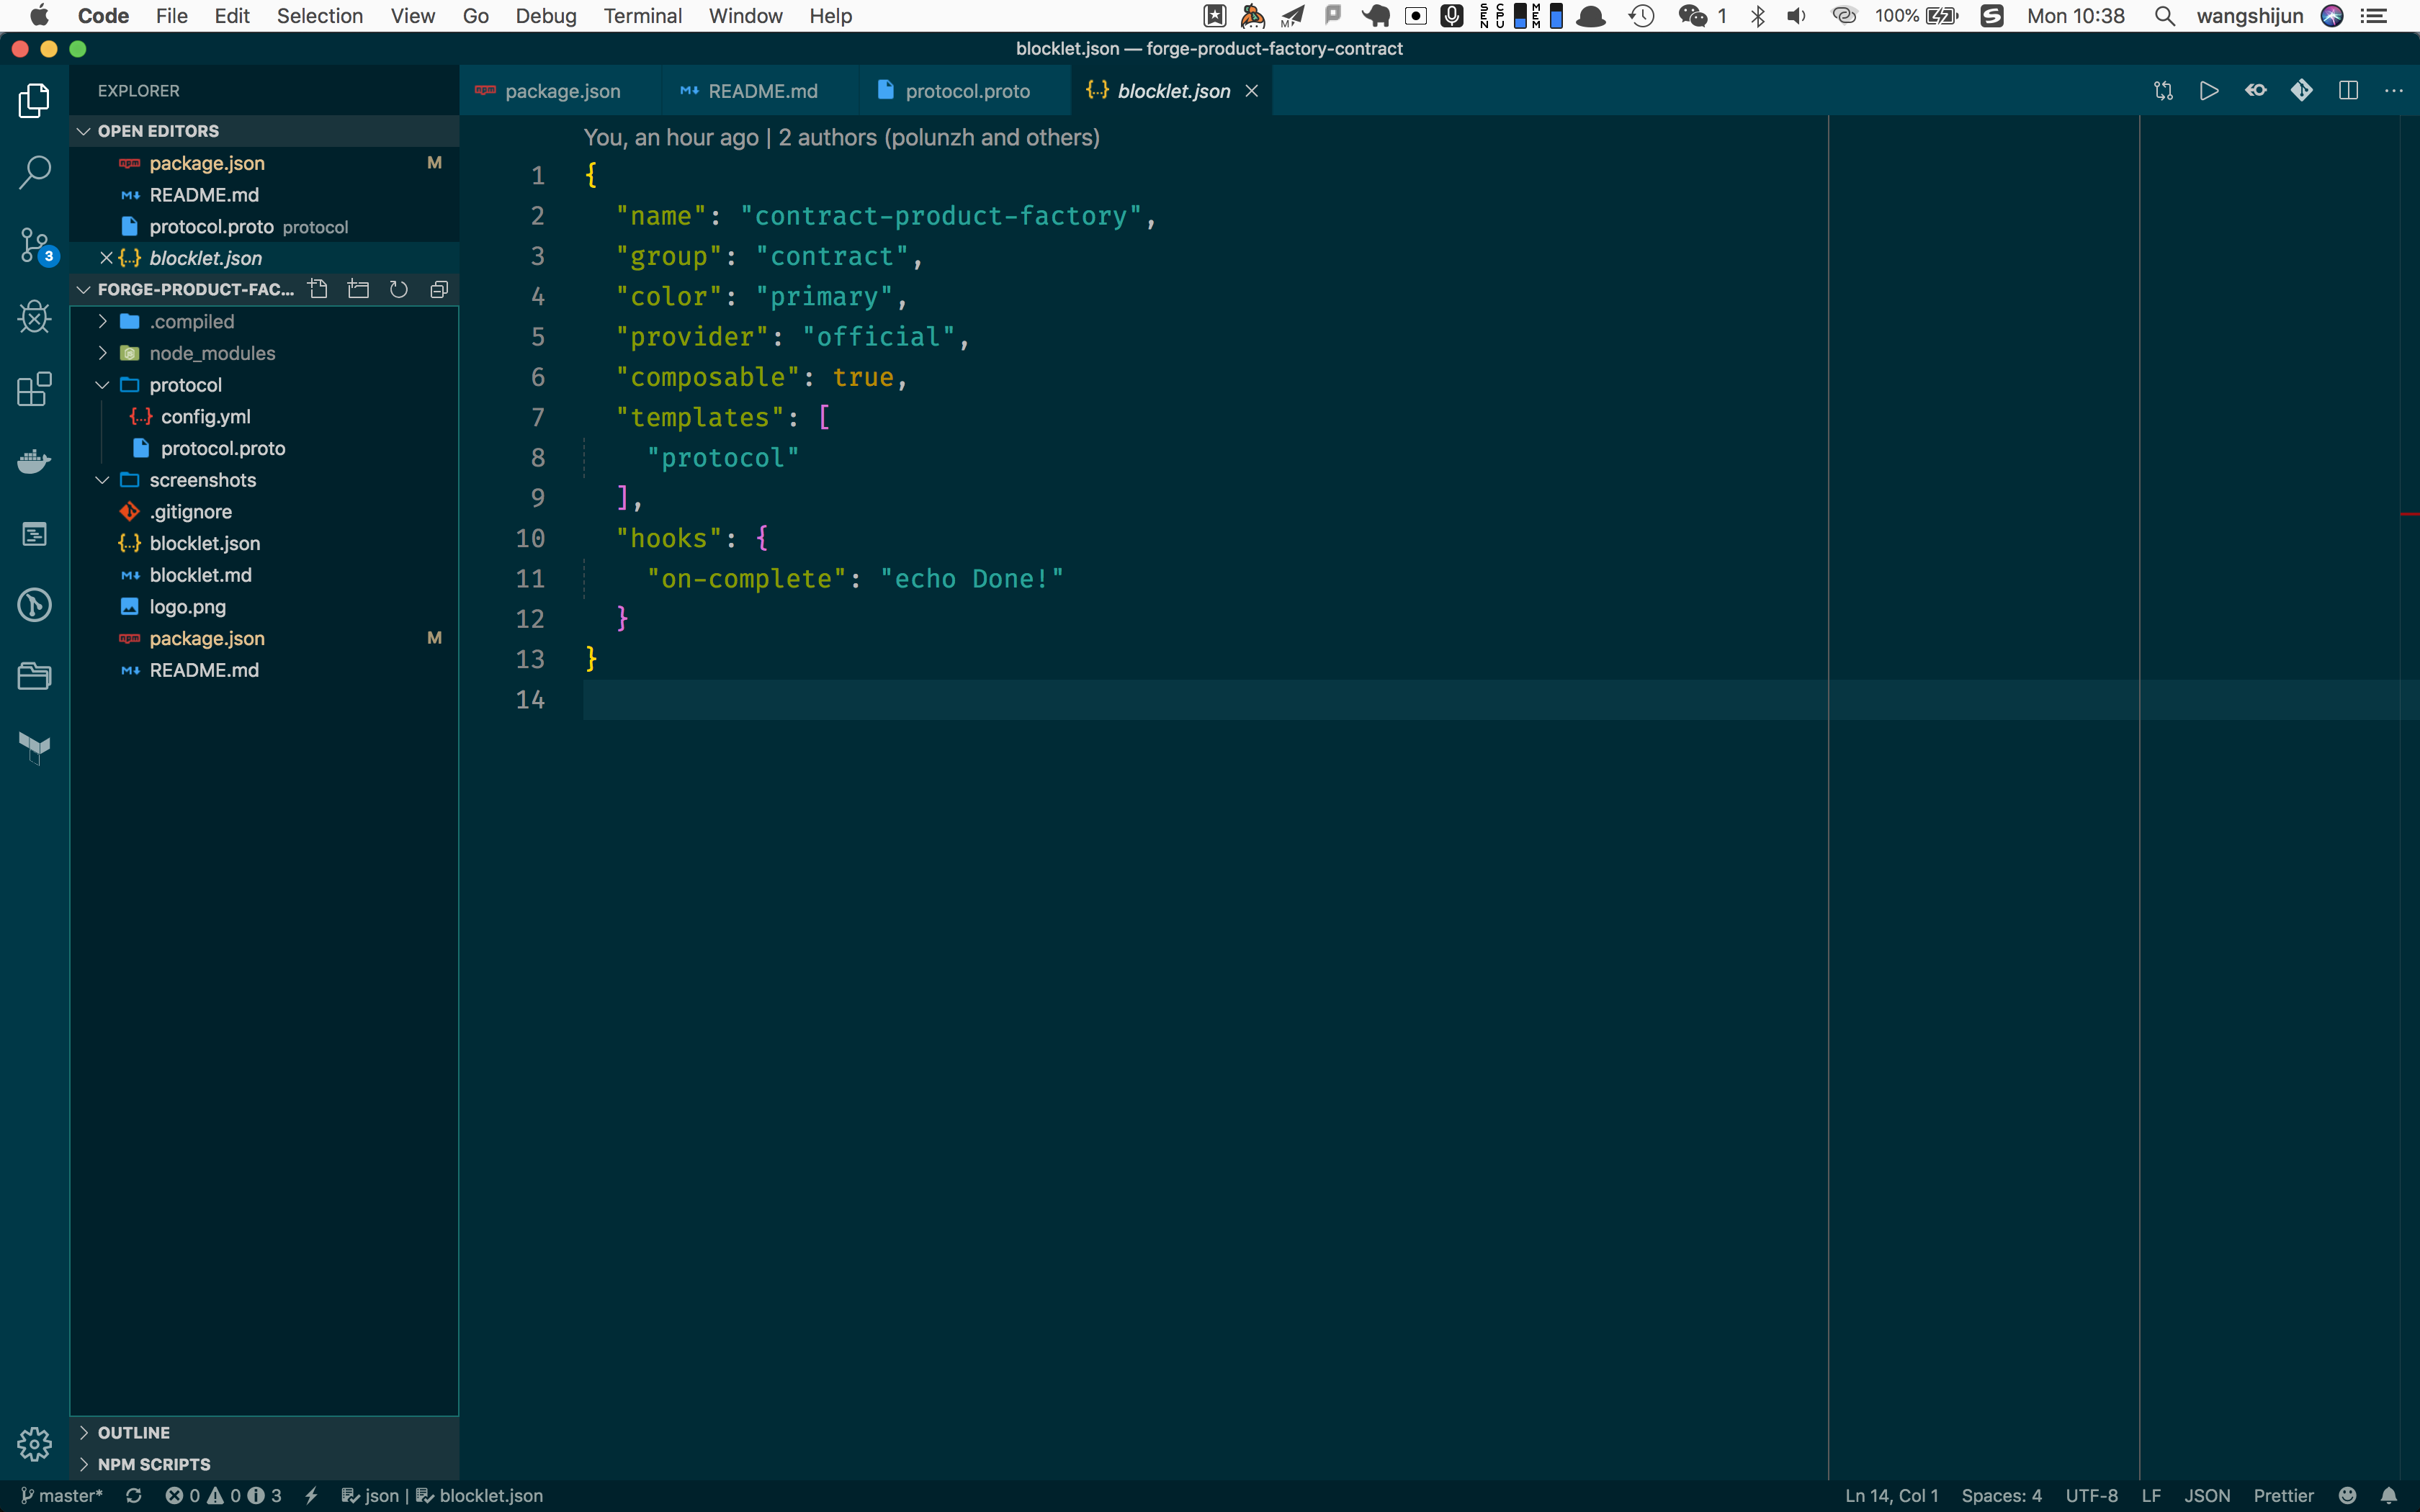 Code File Edit Selection View Go Debug Terminal Window Help 1 100% Mon 10:38 wangshijun
blocklet.json — forge-product-factory-contract
EXPLORER
OPEN EDITORS
package.json M
README.md
protocol.proto protocol
blocklet.json
FORGE-PRODUCT-FAC...
.compiled
node_modules
protocol
config.yml
protocol.proto
screenshots
.gitignore
blocklet.json
blocklet.md
logo.png
package.json M
README.md
OUTLINE
NPM SCRIPTS
package.json README.md protocol.proto blocklet.json
You, an hour ago | 2 authors (polunzh and others)
1 {
2 "name": "contract-product-factory",
3 "group": "contract",
4 "color": "primary",
5 "provider": "official",
6 "composable": true,
7 "templates": [
8 "protocol"
9 ],
10 "hooks": {
11 "on-complete": "echo Done!"
12 }
13 }
14
3
master* 0 0 3 json | blocklet.json Ln 14, Col 1 Spaces: 4 UTF-8 LF JSON Prettier